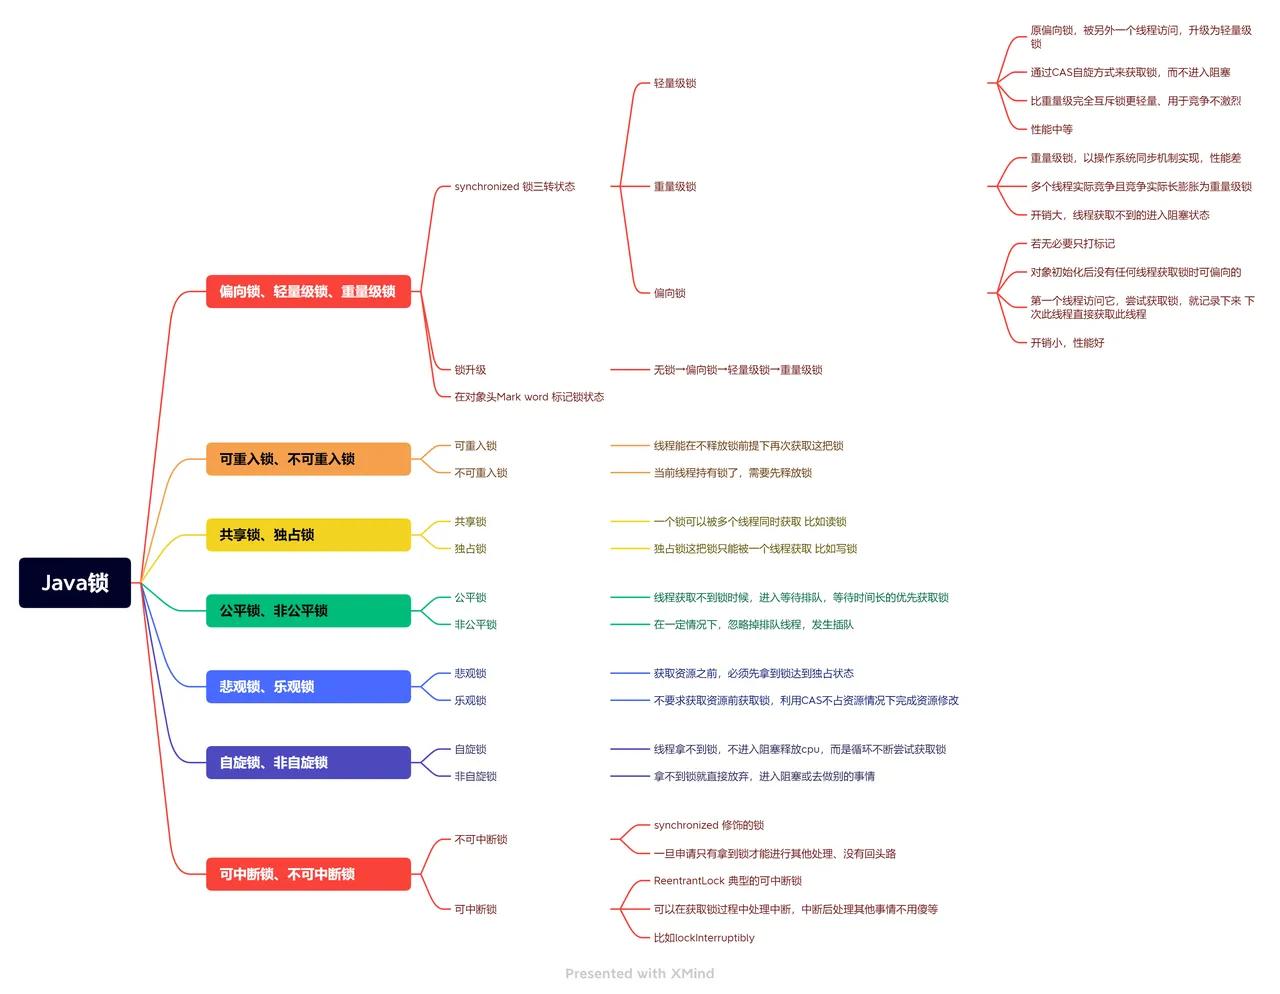 Java锁
偏向锁、轻量级锁、重量级锁
synchronized 锁三转状态
轻量级锁
原偏向锁，被另外一个线程访问，升级为轻量级
锁
通过CAS自旋方式来获取锁，而不进入阻塞
比重量级完全互斥锁更轻量、用于竞争不激烈
性能中等
重量级锁
重量级锁，以操作系统同步机制实现，性能差
多个线程实际竞争且竞争实际长膨胀为重量级锁
开销大，线程获取不到的进入阻塞状态
偏向锁
若无必要只打标记
对象初始化后没有任何线程获取锁时可偏向的
第一个线程访问它，尝试获取锁，就记录下来 下
次此线程直接获取此线程
开销小，性能好
锁升级
无锁→偏向锁→轻量级锁→重量级锁
在对象头Mark word 标记锁状态
可重入锁、不可重入锁
可重入锁
线程能在不释放锁前提下再次获取这把锁
不可重入锁
当前线程持有锁了，需要先释放锁
共享锁、独占锁
共享锁
一个锁可以被多个线程同时获取 比如读锁
独占锁
独占锁这把锁只能被一个线程获取 比如写锁
公平锁、非公平锁
公平锁
线程获取不到锁时候，进入等待排队，等待时间长的优先获取锁
非公平锁
在一定情况下，忽略掉排队线程，发生插队
悲观锁、乐观锁
悲观锁
获取资源之前，必须先拿到锁达到独占状态
乐观锁
不要求获取资源前获取锁，利用CAS不占资源情况下完成资源修改
自旋锁、非自旋锁
自旋锁
线程拿不到锁，不进入阻塞释放cpu，而是循环不断尝试获取锁
非自旋锁
拿不到锁就直接放弃，进入阻塞或去做别的事情
可中断锁、不可中断锁
不可中断锁
synchronized 修饰的锁
一旦申请只有拿到锁才能进行其他处理、没有回头路
可中断锁
ReentrantLock 典型的可中断锁
可以在获取锁过程中处理中断，中断后处理其他事情不用傻等
比如lockInterruptibly
Presented with XMind